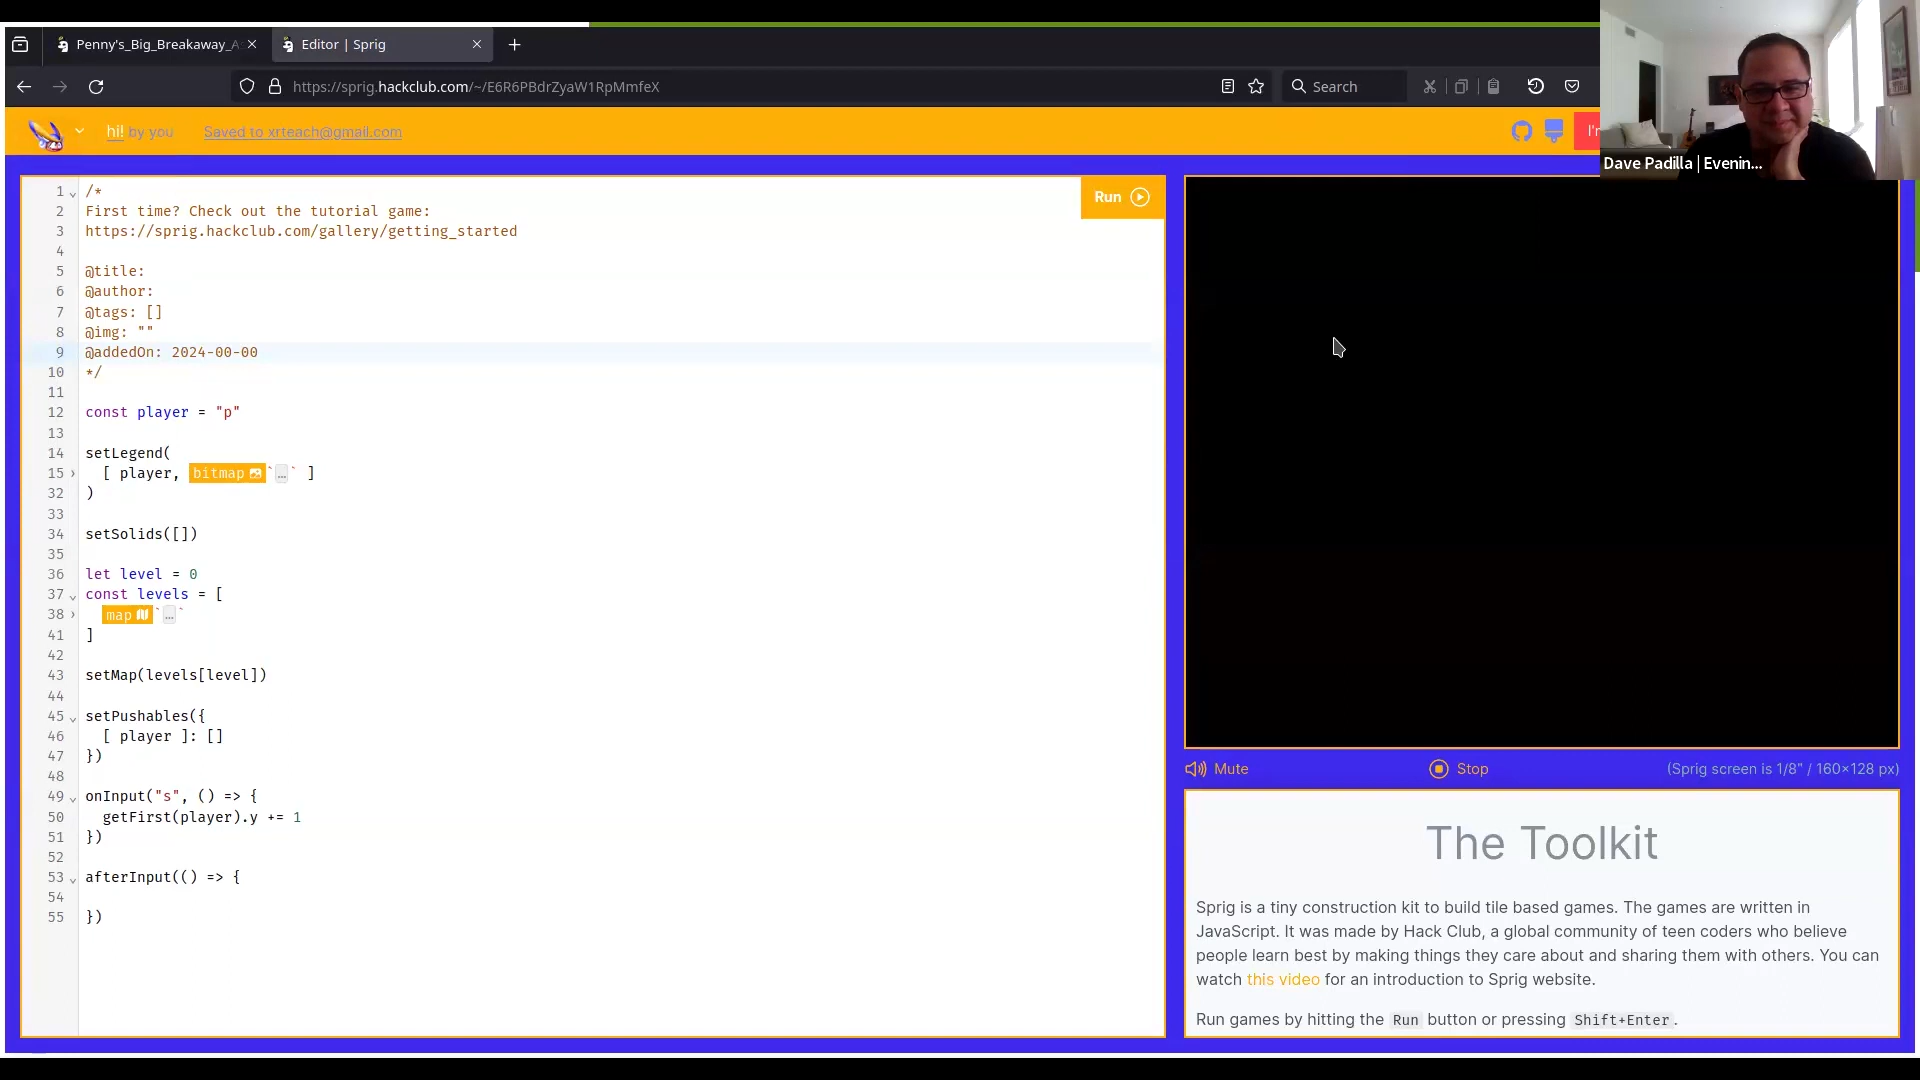 Penny's_Big_Breakaway_A
Editor | Sprig
https://sprig.hackclub.com/~/E6R6PBdrZyaW1RpMmfeX
Search
hi! by you
Saved to xrteach@gmail.com
I'm
Dave Padilla | Evenin...
Run
1 /*
2 First time? Check out the tutorial game:
3 https://sprig.hackclub.com/gallery/getting_started
4
5 @title:
6 @author:
7 @tags: []
8 @img: ""
9 @addedOn: 2024-00-00
10 */
11
12 const player = "p"
13
14 setLegend(
15 [ player, bitmap`…` ]
32 )
33
34 setSolids([])
35
36 let level = 0
37 const levels = [
38 map`…`
41 ]
42
43 setMap(levels[level])
44
45 setPushables({
46 [ player ]: []
47 })
48
49 onInput("s", () => {
50 getFirst(player).y += 1
51 })
52
53 afterInput(() => {
54
55 })
Mute
Stop
(Sprig screen is 1/8" / 160×128 px)
The Toolkit
Sprig is a tiny construction kit to build tile based games. The games are written in
JavaScript. It was made by Hack Club, a global community of teen coders who believe
people learn best by making things they care about and sharing them with others. You can
watch this video for an introduction to Sprig website.
Run games by hitting the Run button or pressing Shift+Enter.